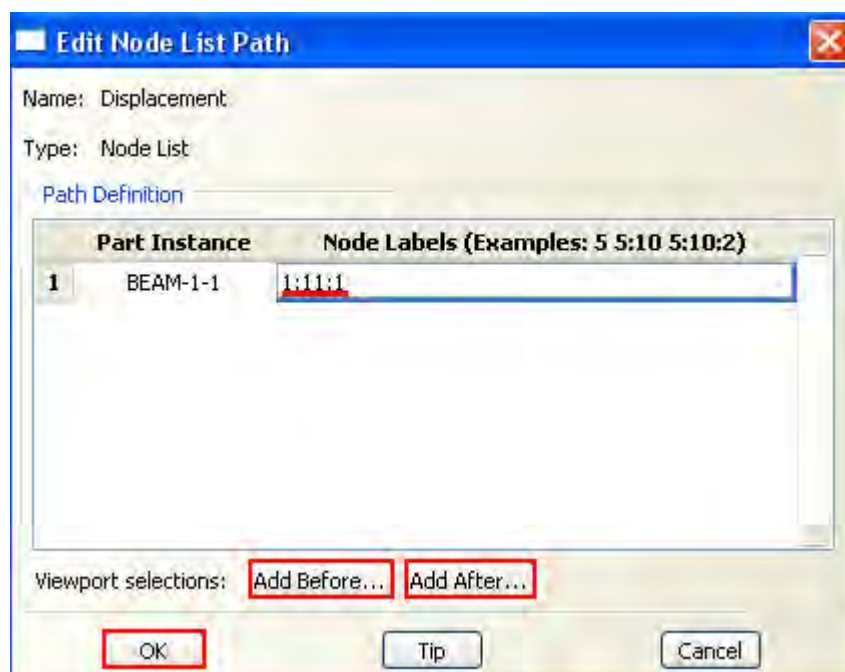 Edit Node List Path
Name: Displacement
Type: Node List
Path Definition
Part Instance Node Labels (Examples: 5 5:10 5:10:2)
1 BEAM-1-1 1:11:1
Viewport selections: Add Before... Add After...
OK Tip Cancel